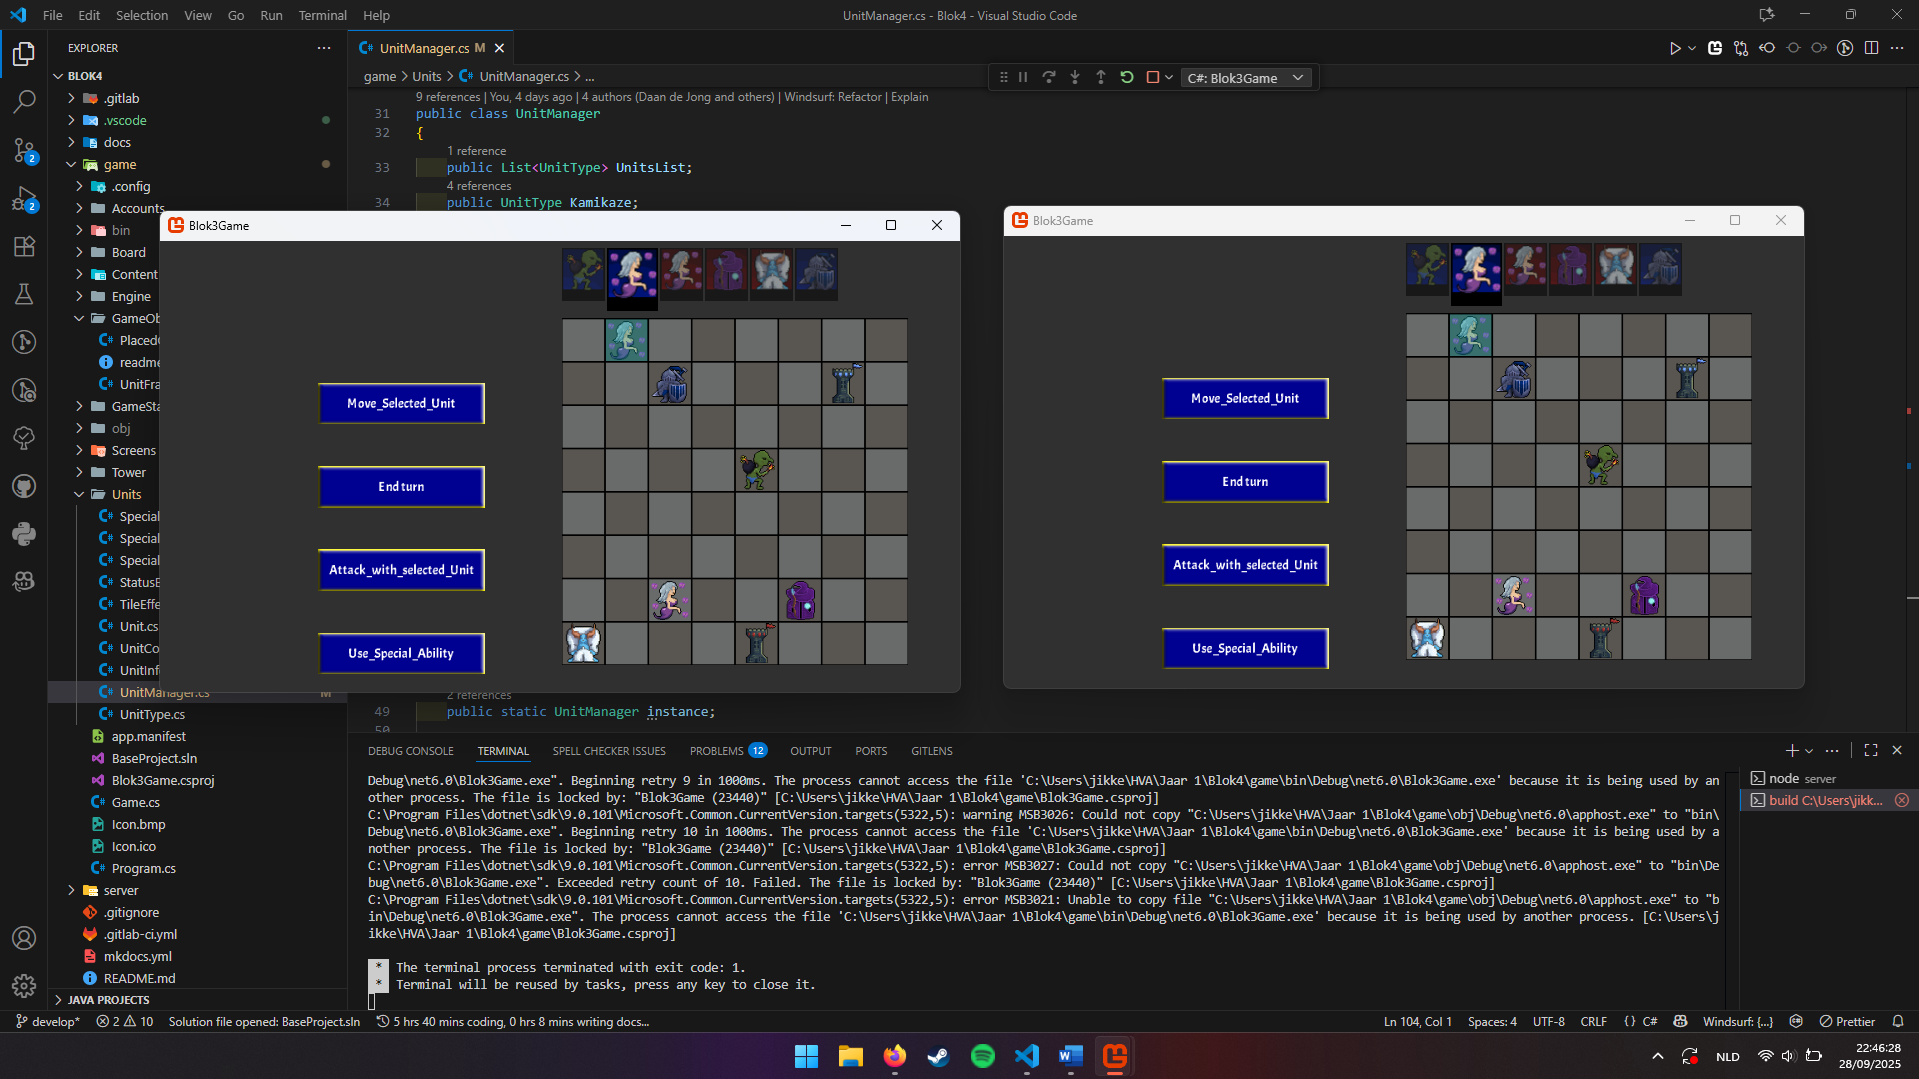 File Edit Selection View Go Run Terminal Help
UnitManager.cs - Blok4 - Visual Studio Code
EXPLORER
BLOK4
.gitlab
.vscode
docs
game
.config
Accounts
bin
Board
Content
Engine
GameOb
Placed
readme
UnitFra
GameSta
obj
Screens
Tower
Units
Special
Special
Special
StatusE
TileEffe
Unit.cs
UnitCo
UnitInf
UnitManager.cs M
UnitType.cs
app.manifest
BaseProject.sln
Blok3Game.csproj
Game.cs
Icon.bmp
Icon.ico
Program.cs
server
.gitignore
.gitlab-ci.yml
mkdocs.yml
README.md
JAVA PROJECTS
2
2
UnitManager.cs M
game > Units > UnitManager.cs > ...
C#: Blok3Game
9 references | You, 4 days ago | 4 authors (Daan de Jong and others) | Windsurf: Refactor | Explain
31 public class UnitManager
32 {
1 reference
33 public List<UnitType> UnitsList;
4 references
34 public UnitType Kamikaze;
Blok3Game
Move_Selected_Unit
End turn
Attack_with_selected_Unit
Use_Special_Ability
Blok3Game
Move_Selected_Unit
End turn
Attack_with_selected_Unit
Use_Special_Ability
2 references
49 public static UnitManager instance;
50
DEBUG CONSOLE TERMINAL SPELL CHECKER ISSUES PROBLEMS 12 OUTPUT PORTS GITLENS
Debug\net6.0\Blok3Game.exe". Beginning retry 9 in 1000ms. The process cannot access the file 'C:\Users\jikke\HVA\Jaar 1\Blok4\game\bin\Debug\net6.0\Blok3Game.exe' because it is being used by an
other process. The file is locked by: "Blok3Game (23440)" [C:\Users\jikke\HVA\Jaar 1\Blok4\game\Blok3Game.csproj]
C:\Program Files\dotnet\sdk\9.0.101\Microsoft.Common.CurrentVersion.targets(5322,5): warning MSB3026: Could not copy "C:\Users\jikke\HVA\Jaar 1\Blok4\game\obj\Debug\net6.0\apphost.exe" to "bin\
Debug\net6.0\Blok3Game.exe". Beginning retry 10 in 1000ms. The process cannot access the file 'C:\Users\jikke\HVA\Jaar 1\Blok4\game\bin\Debug\net6.0\Blok3Game.exe' because it is being used by a
nother process. The file is locked by: "Blok3Game (23440)" [C:\Users\jikke\HVA\Jaar 1\Blok4\game\Blok3Game.csproj]
C:\Program Files\dotnet\sdk\9.0.101\Microsoft.Common.CurrentVersion.targets(5322,5): error MSB3027: Could not copy "C:\Users\jikke\HVA\Jaar 1\Blok4\game\obj\Debug\net6.0\apphost.exe" to "bin\De
bug\net6.0\Blok3Game.exe". Exceeded retry count of 10. Failed. The file is locked by: "Blok3Game (23440)" [C:\Users\jikke\HVA\Jaar 1\Blok4\game\Blok3Game.csproj]
C:\Program Files\dotnet\sdk\9.0.101\Microsoft.Common.CurrentVersion.targets(5322,5): error MSB3021: Unable to copy file "C:\Users\jikke\HVA\Jaar 1\Blok4\game\obj\Debug\net6.0\apphost.exe" to "b
in\Debug\net6.0\Blok3Game.exe". The process cannot access the file 'C:\Users\jikke\HVA\Jaar 1\Blok4\game\bin\Debug\net6.0\Blok3Game.exe' because it is being used by another process. [C:\Users\j
ikke\HVA\Jaar 1\Blok4\game\Blok3Game.csproj]
* The terminal process terminated with exit code: 1.
* Terminal will be reused by tasks, press any key to close it.
node server
build C:\Users\jikk...
develop* 2 10 Solution file opened: BaseProject.sln 5 hrs 40 mins coding, 0 hrs 8 mins writing docs... Ln 104, Col 1 Spaces: 4 UTF-8 CRLF {} C# Windsurf: {...} Prettier
NLD
22:46:28
28/09/2025